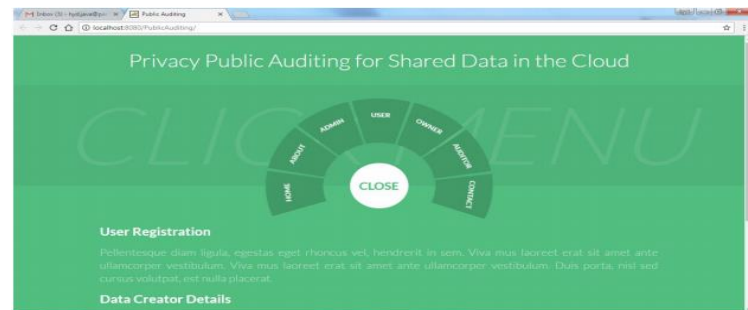 Public Auditing
localhost:8080/PublicAuditing/
Privacy Public Auditing for Shared Data in the Cloud
CLICK MENU
HOME
ABOUT
ADMIN
USER
OWNER
AUDITOR
CONTACT
CLOSE
User Registration
Pellentesque diam ligula, egestas eget rhoncus vel, hendrerit in sem. Viva mus laoreet erat sit amet ante
ullamcorper vestibulum. Viva mus laoreet erat sit amet ante ullamcorper vestibulum. Duis porta, nisl sed
cursus volutpat, est nulla placerat.
Data Creator Details